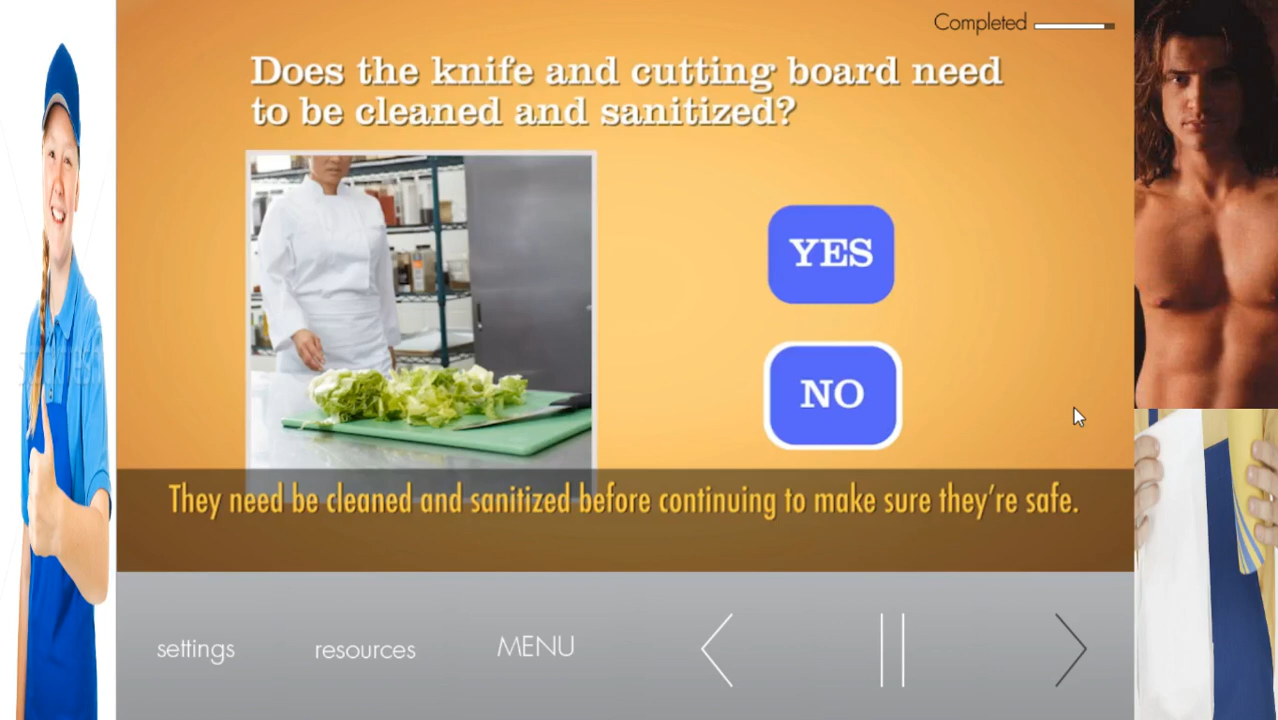 Completed
Does the knife and cutting board need
to be cleaned and sanitized?
YES
NO
They need be cleaned and sanitized before continuing to make sure they're safe.
settings
resources
MENU